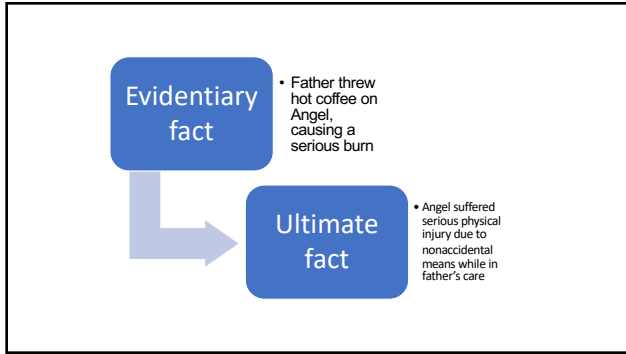 Evidentiary
fact
• Father threw
hot coffee on
Angel,
causing a
serious burn
Ultimate
fact
• Angel suffered
serious physical
injury due to
nonaccidental
means while in
father’s care